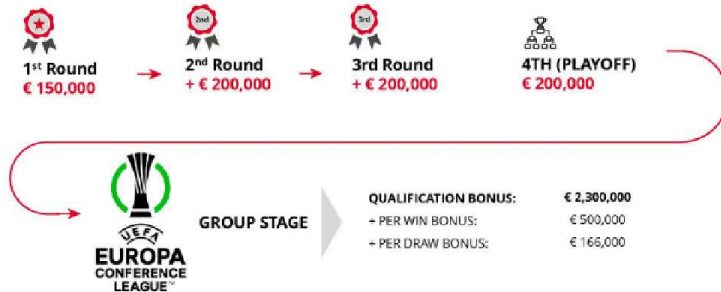 2nd
3rd
1st Round
€ 150,000
2nd Round
+ € 200,000
3rd Round
+ € 200,000
4TH (PLAYOFF)
€ 200,000
UEFA
EUROPA
CONFERENCE
LEAGUE™
GROUP STAGE
QUALIFICATION BONUS: € 2,300,000
+ PER WIN BONUS: € 500,000
+ PER DRAW BONUS: € 166,000